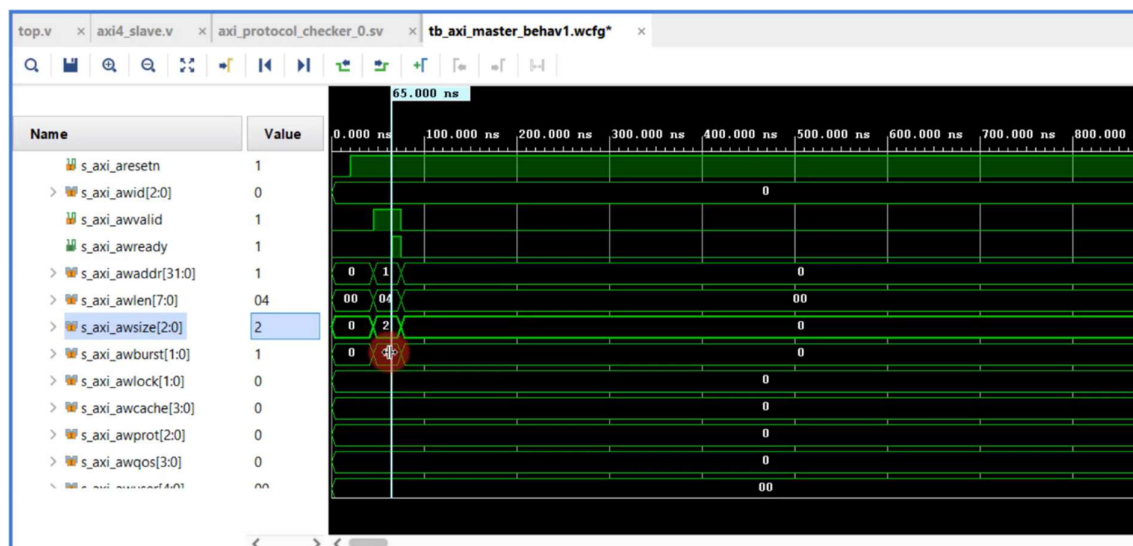 top.v × axi4_slave.v × axi_protocol_checker_0.sv × tb_axi_master_behav1.wcfg* ×
65.000 ns
Name Value 0.000 ns 100.000 ns 200.000 ns 300.000 ns 400.000 ns 500.000 ns 600.000 ns 700.000 ns 800.000
s_axi_aresetn 1
> s_axi_awid[2:0] 0 0
s_axi_awvalid 1
s_axi_awready 1
> s_axi_awaddr[31:0] 1 0 1 0
> s_axi_awlen[7:0] 04 00 04 00
> s_axi_awsize[2:0] 2 0 2 0
> s_axi_awburst[1:0] 1 0 0
> s_axi_awlock[1:0] 0 0
> s_axi_awcache[3:0] 0 0
> s_axi_awprot[2:0] 0 0
> s_axi_awqos[3:0] 0 0
00